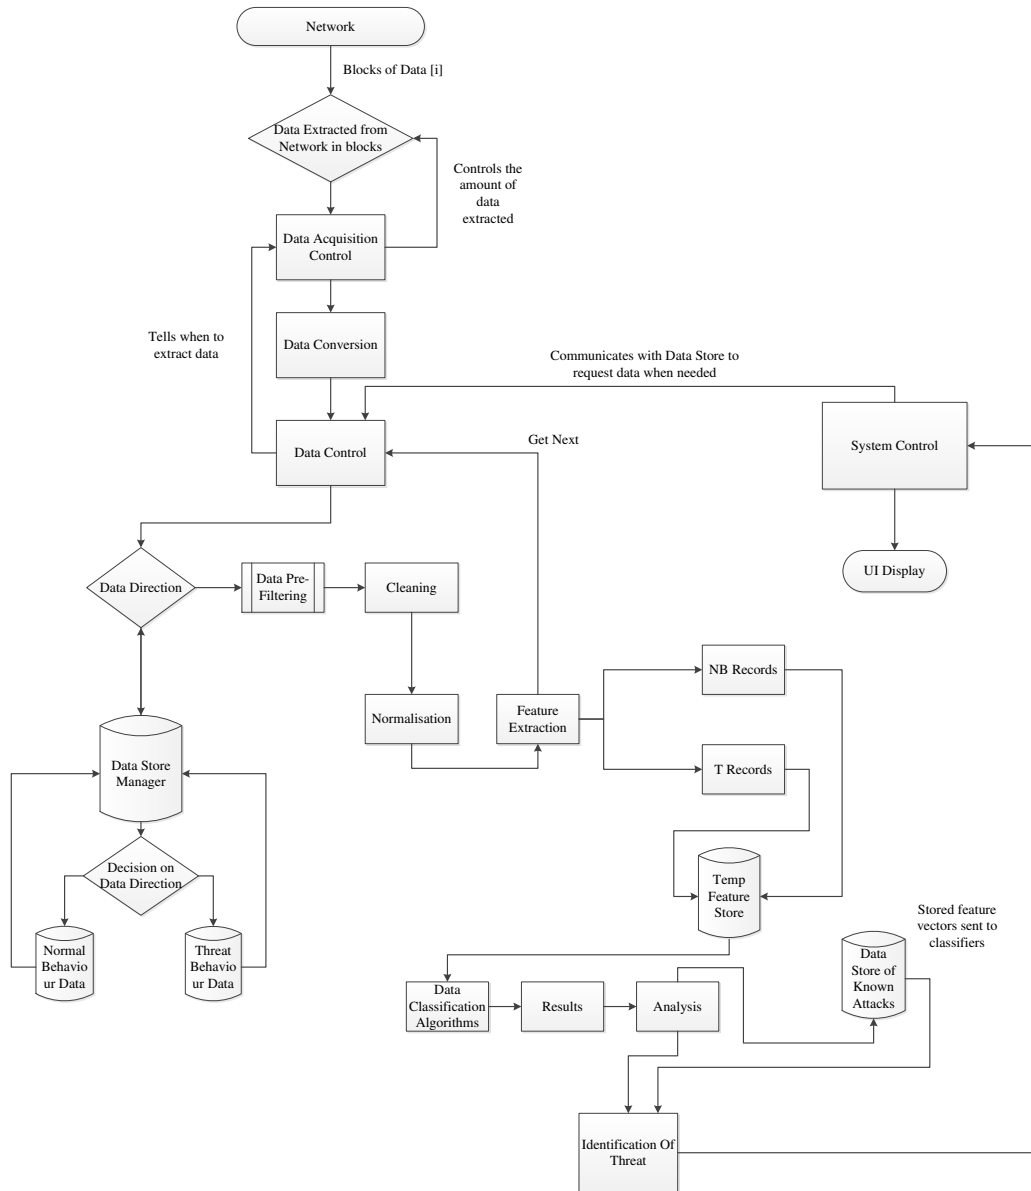 Network
Blocks of Data [i]
Data Extracted from
Network in blocks
Controls the
amount of
data
extracted
Data Acquisition
Control
Tells when to
extract data
Data Conversion
Communicates with Data Store to
request data when needed
Data Control
Get Next
System Control
UI Display
Data Direction
Data Pre-
Filtering
Cleaning
Normalisation
Feature
Extraction
NB Records
T Records
Data Store
Manager
Decision on
Data Direction
Normal
Behavio
ur Data
Threat
Behavio
ur Data
Temp
Feature
Store
Stored feature
vectors sent to
classifiers
Data
Store of
Known
Attacks
Data
Classification
Algorithms
Results
Analysis
Identification Of
Threat